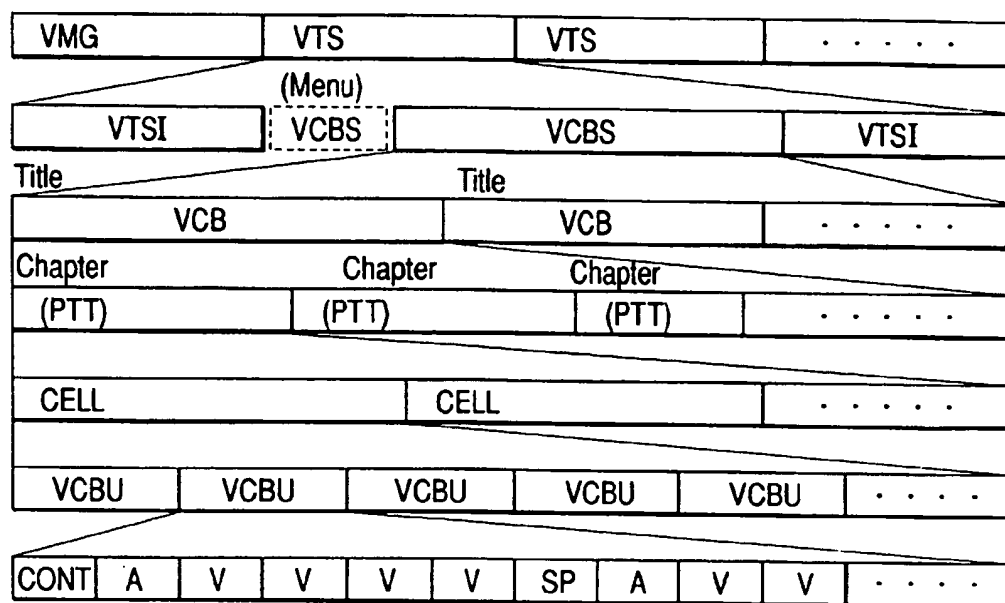 VMG VTS VTS . . . . .
(Menu)
VTSI VCBS VCBS VTSI
Title Title
VCB VCB . . . . .
Chapter Chapter Chapter
(PTT) (PTT) (PTT) . . . . .
CELL CELL . . . . .
VCBU VCBU VCBU VCBU VCBU . . . .
CONT A V V V V SP A V V . . . .